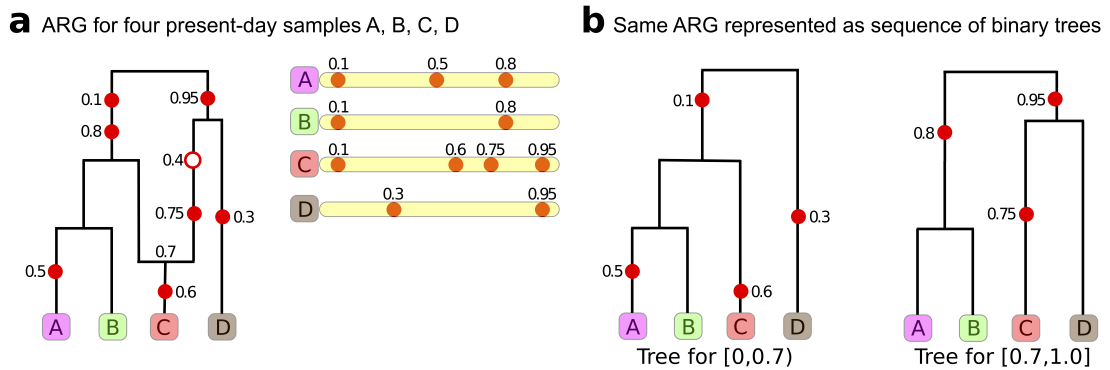 a ARG for four present-day samples A, B, C, D
0.1
0.95
0.8
0.4
0.75
0.3
0.7
0.5
0.6
A B C D
A 0.1 0.5 0.8
B 0.1 0.8
C 0.1 0.6 0.75 0.95
D 0.3 0.95
b Same ARG represented as sequence of binary trees
0.1
0.3
0.5
0.6
A B C D
Tree for [0,0.7)
0.95
0.8
0.75
A B C D
Tree for [0.7,1.0]